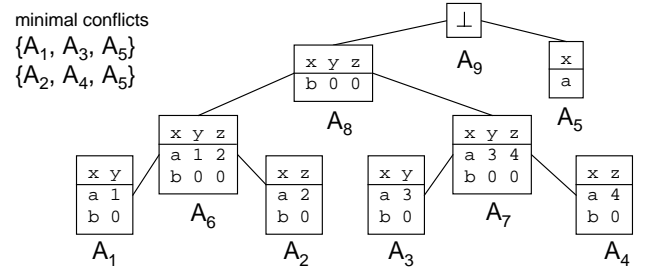 minimal conflicts
{A1, A3, A5}
{A2, A4, A5}
⊥
A9
x
a
A5
x y z
b 0 0
A8
x y z
a 1 2
b 0 0
A6
x y z
a 3 4
b 0 0
A7
x y
a 1
b 0
A1
x z
a 2
b 0
A2
x y
a 3
b 0
A3
x z
a 4
b 0
A4